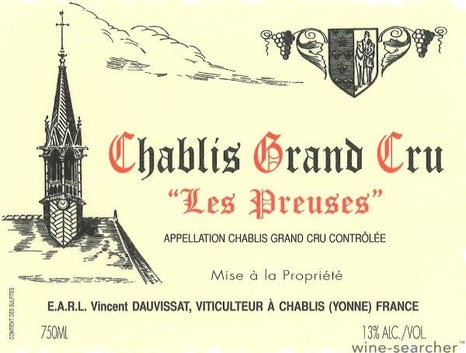 Chablis Grand Cru
"Les Preuses"
APPELLATION CHABLIS GRAND CRU CONTRÔLÉE
Mise à la Propriété
E.A.R.L. Vincent DAUVISSAT, VITICULTEUR À CHABLIS (YONNE) FRANCE
CONTIENT DES SULFITES
750ML
13% ALC./VOL.
wine-searcher™